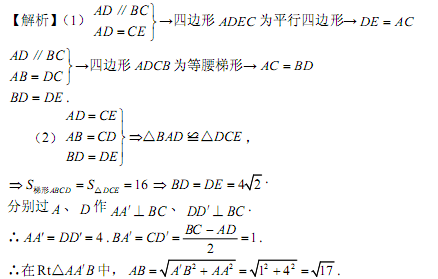 【解析】(1) AD // BC
AD = CE } →四边形 ADEC 为平行四边形→ DE = AC
AD // BC
AB = DC } →四边形 ADCB 为等腰梯形→ AC = BD
BD = DE .
(2) AD = CE
AB = CD
BD = DE } ⇒△BAD ≌△DCE ，
⇒ S梯形ABCD = S△DCE = 16 ⇒ BD = DE = 4√2 .
分别过 A 、 D 作 AA′ ⊥ BC 、 DD′ ⊥ BC .
∴ AA′ = DD′ = 4 . BA′ = CD′ = (BC − AD)/2 = 1 .
∴在 Rt△AA′B 中， AB = √(A′B² + AA′²) = √(1² + 4²) = √17 .